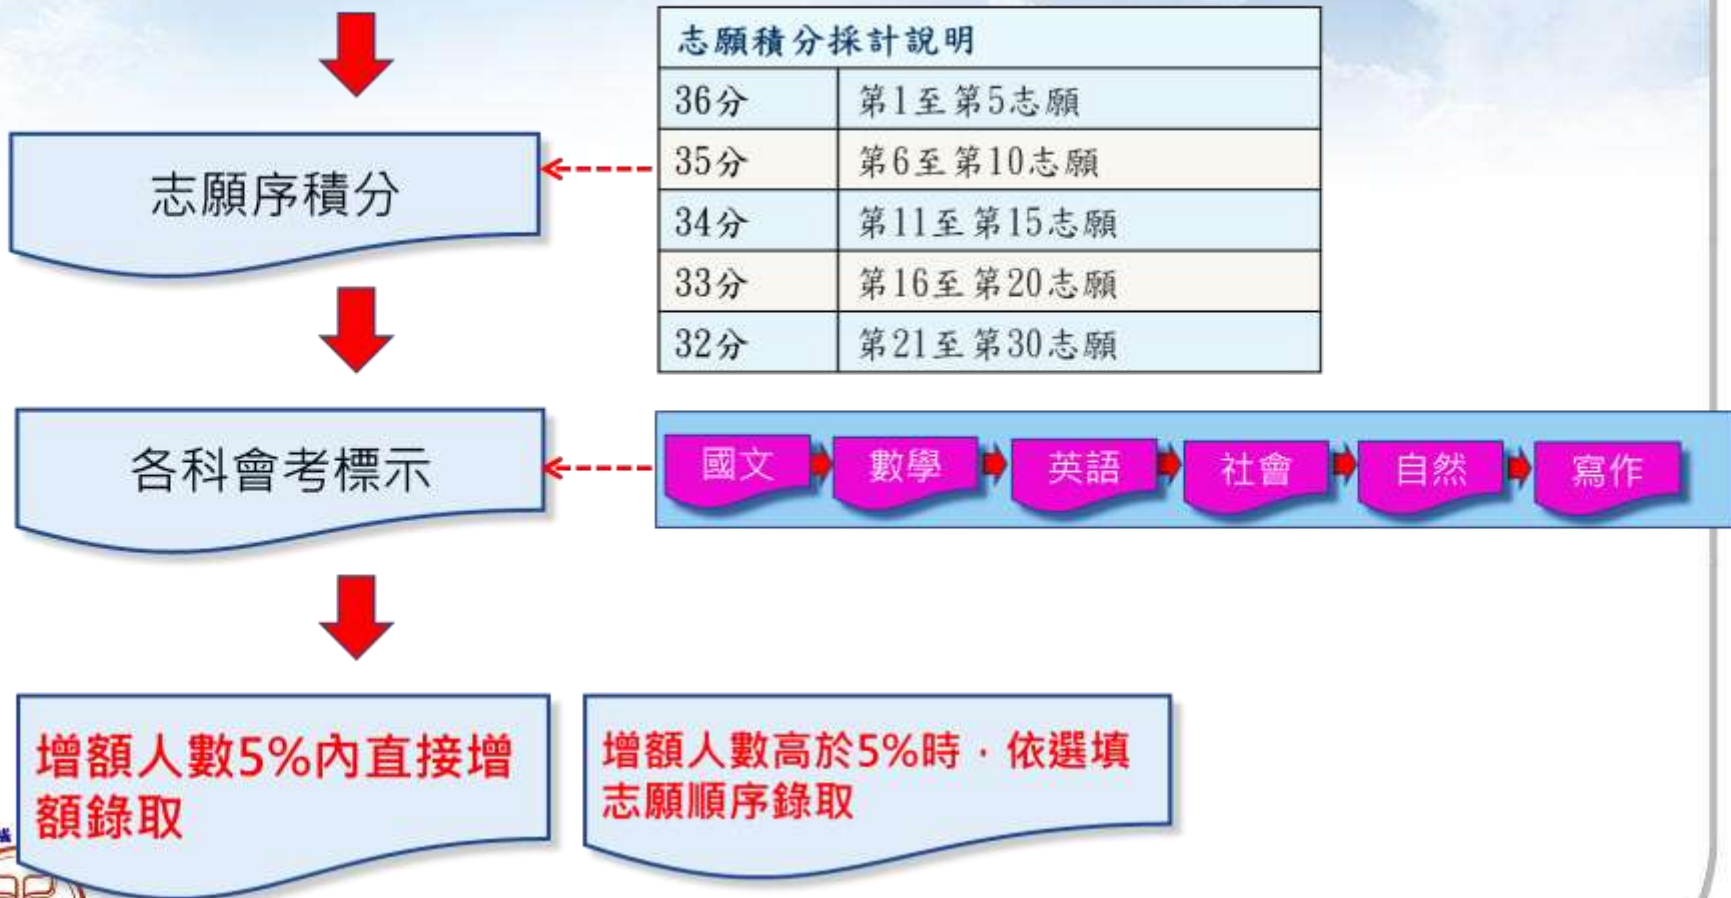 志願積分採計說明
36分 第1至第5志願
35分 第6至第10志願
34分 第11至第15志願
33分 第16至第20志願
32分 第21至第30志願
志願序積分
各科會考標示
國文 數學 英語 社會 自然 寫作
增額人數5%內直接增
額錄取
增額人數高於5%時，依選填
志願順序錄取